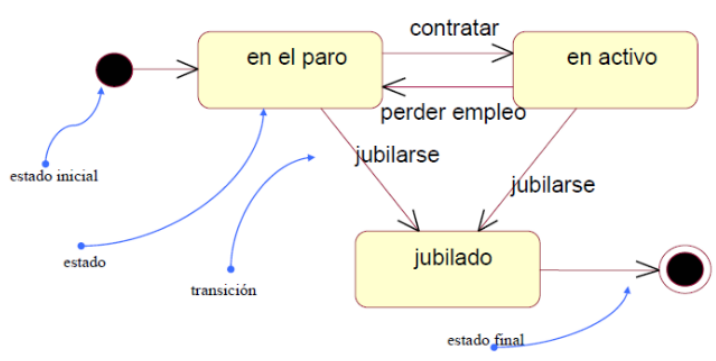 contratar
en el paro
en activo
perder empleo
jubilarse
estado inicial
jubilarse
estado
jubilado
transición
estado final